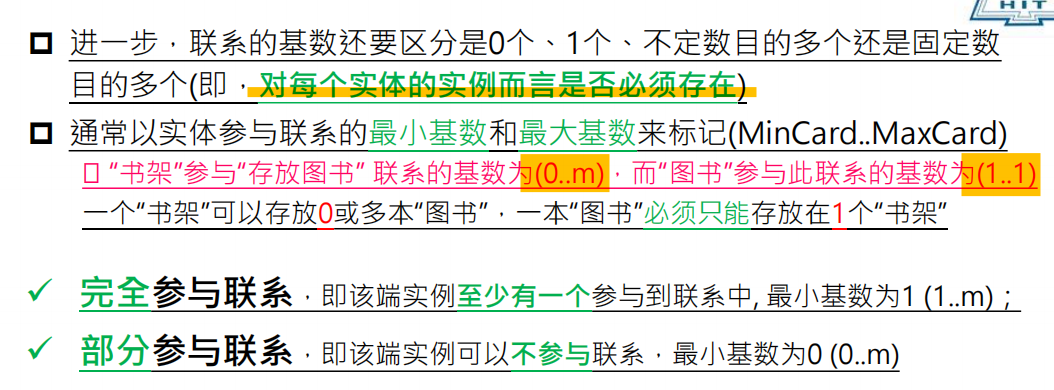 HIT
进一步，联系的基数还要区分是0个、1个、不定数目的多个还是固定数
目的多个(即，对每个实体的实例而言是否必须存在)
通常以实体参与联系的最小基数和最大基数来标记(MinCard..MaxCard)
“书架”参与“存放图书” 联系的基数为(0..m)，而“图书”参与此联系的基数为(1..1)
一个“书架”可以存放0或多本“图书”，一本“图书”必须只能存放在1个“书架”
✓ 完全参与联系，即该端实例至少有一个参与到联系中, 最小基数为1 (1..m)；
✓ 部分参与联系，即该端实例可以不参与联系，最小基数为0 (0..m)